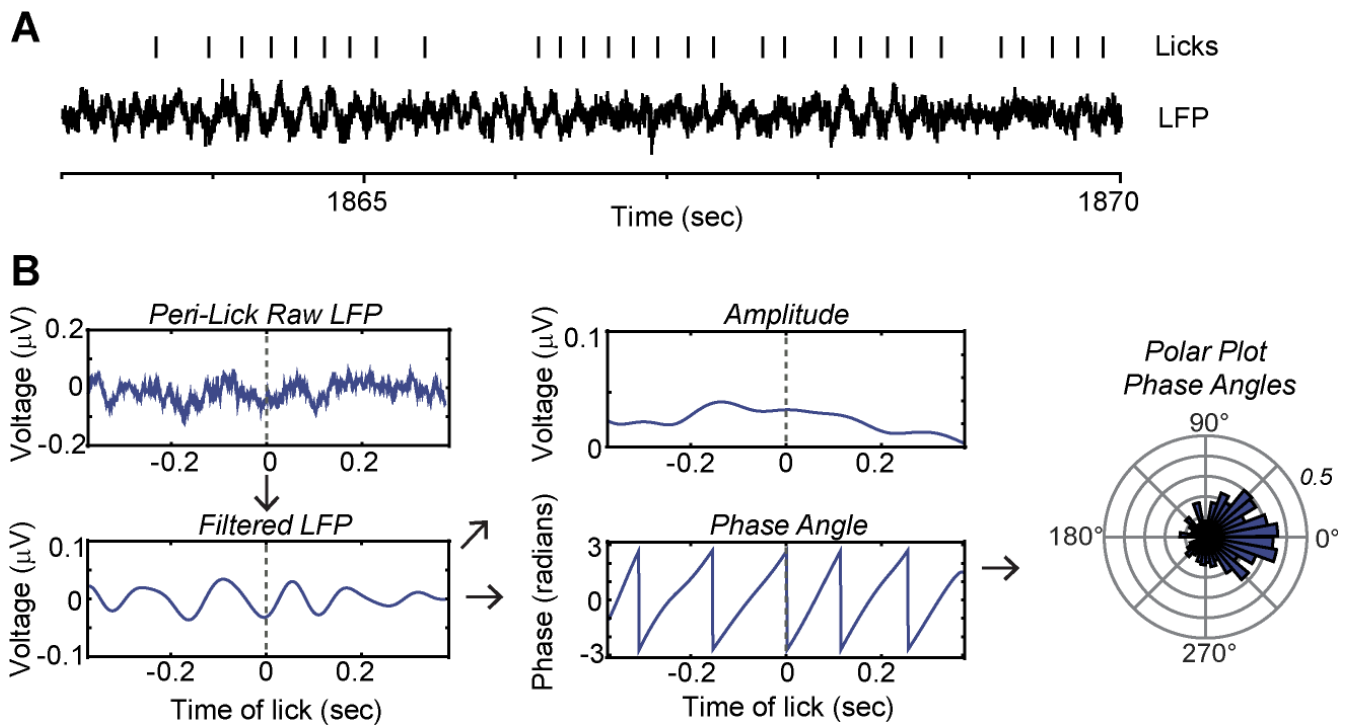 A
Licks
LFP
1865
1870
Time (sec)
B
Peri-Lick Raw LFP
Voltage (μV)
0.2
0
-0.2
-0.2
0
0.2
Filtered LFP
Voltage (μV)
0.1
0
-0.1
-0.2
0
0.2
Time of lick (sec)
Amplitude
Voltage (μV)
0.1
0
-0.2
0
0.2
Phase Angle
Phase (radians)
3
0
-3
-0.2
0
0.2
Time of lick (sec)
Polar Plot
Phase Angles
90°
0.5
180°
0°
270°